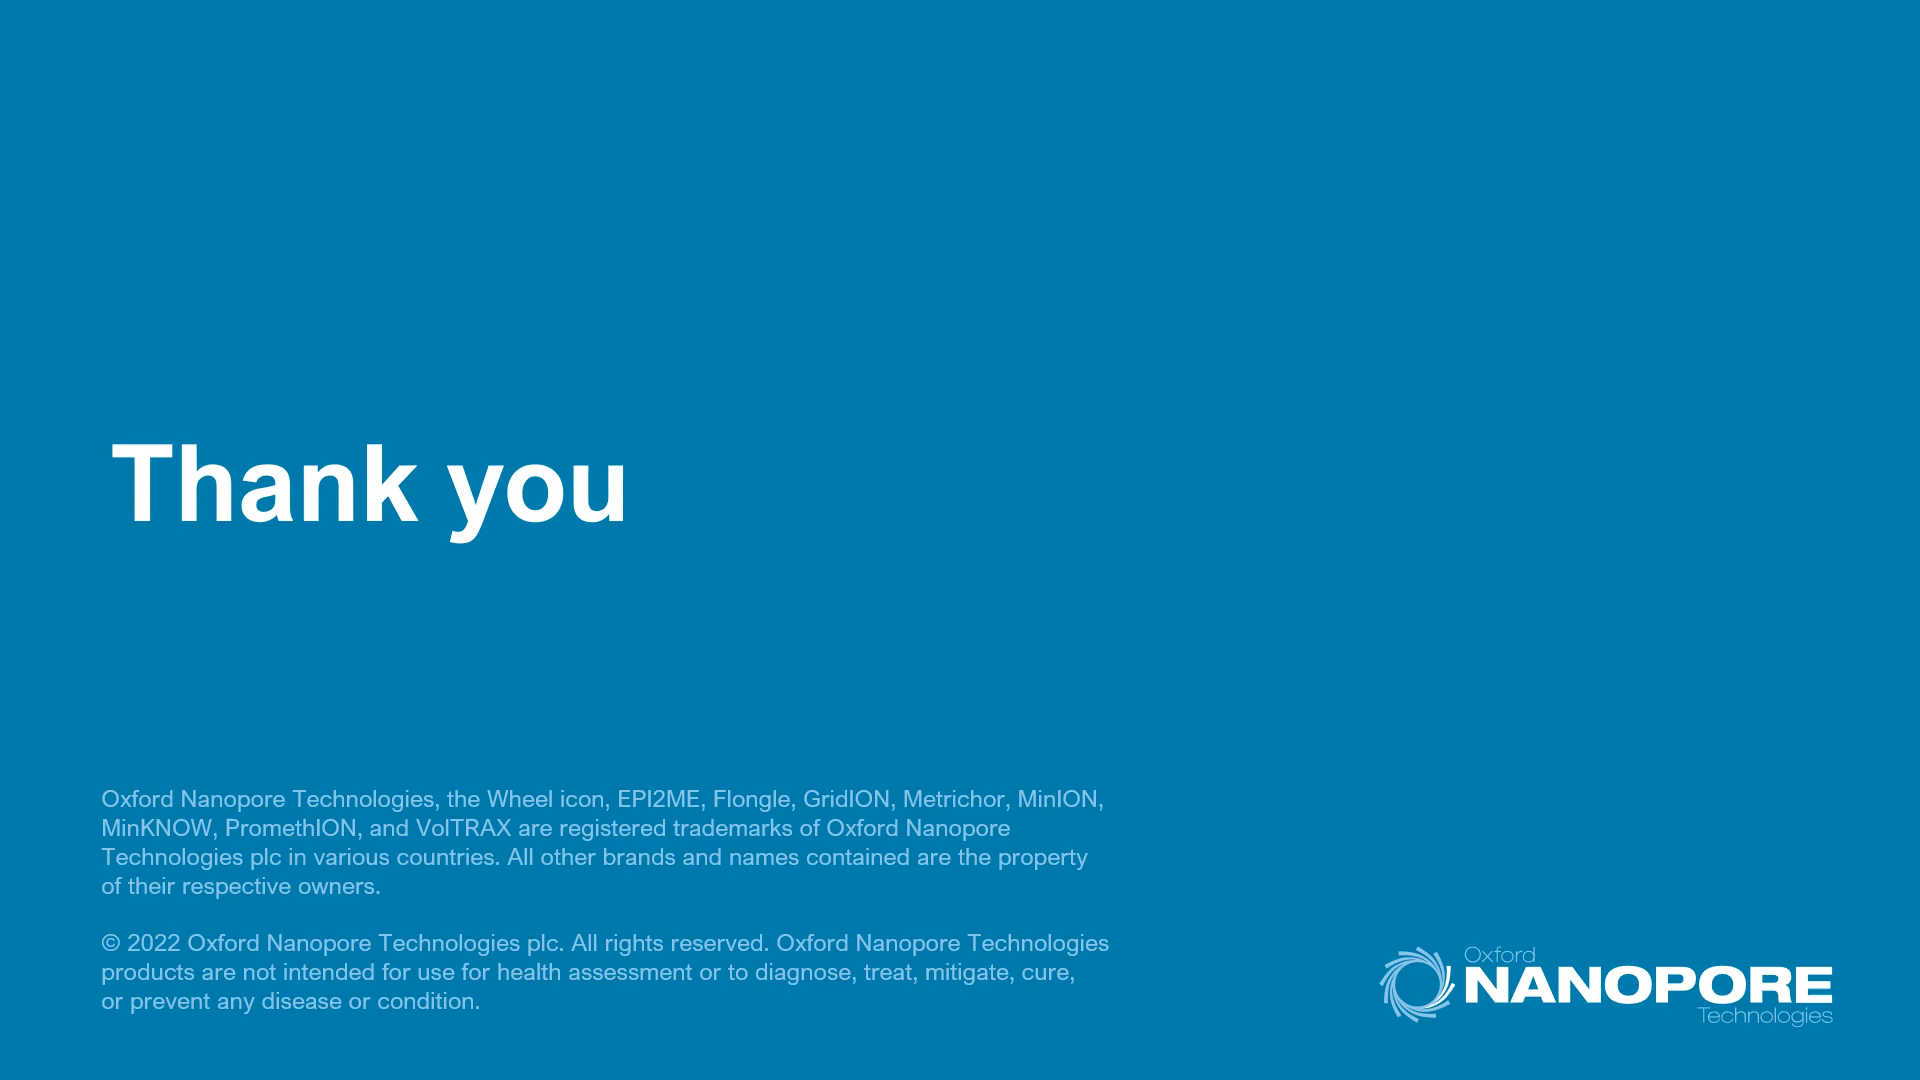 Thank you
Oxford Nanopore Technologies, the Wheel icon, EPI2ME, Flongle, GridION, Metrichor, MinION,
MinKNOW, PromethION, and VolTRAX are registered trademarks of Oxford Nanopore
Technologies plc in various countries. All other brands and names contained are the property
of their respective owners.
© 2022 Oxford Nanopore Technologies plc. All rights reserved. Oxford Nanopore Technologies
products are not intended for use for health assessment or to diagnose, treat, mitigate, cure,
or prevent any disease or condition.
Oxford
NANOPORE
Technologies